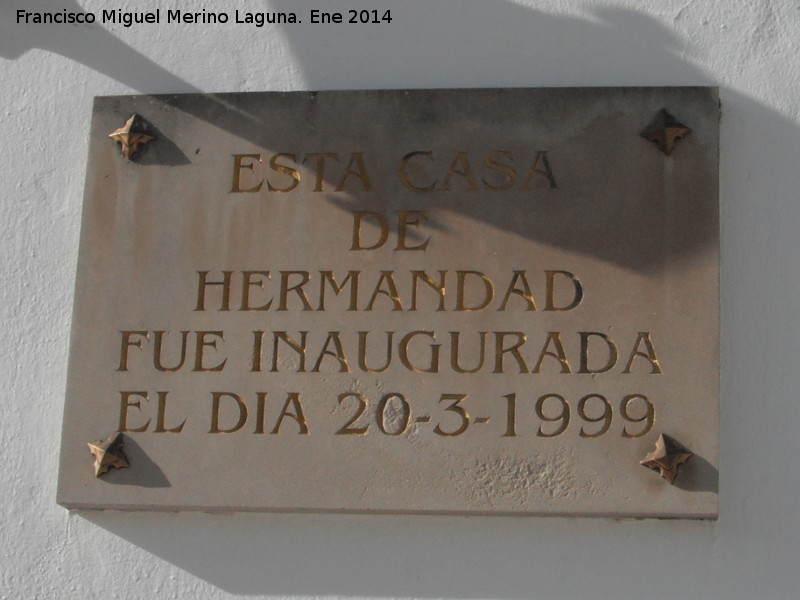 Francisco Miguel Merino Laguna. Ene 2014
ESTA CASA
DE
HERMANDAD
FUE INAUGURADA
EL DIA 20-3-1999